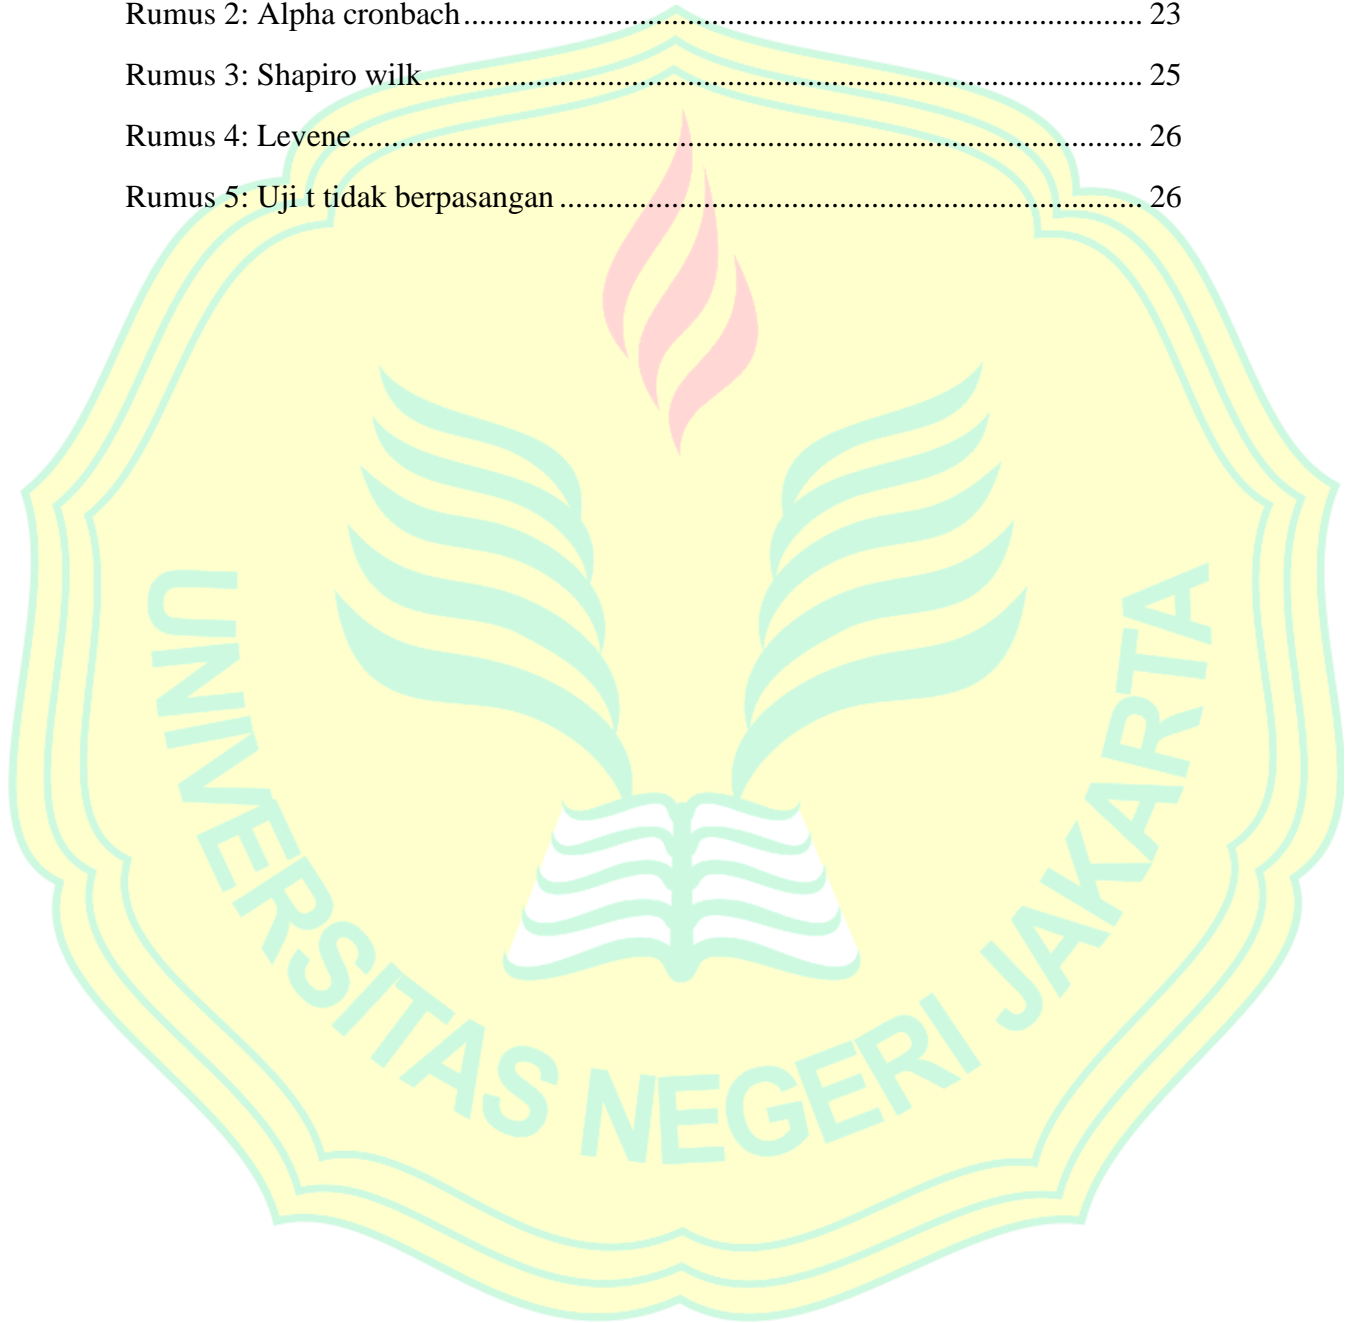 Rumus 2: Alpha cronbach..................................................................................... 23
Rumus 3: Shapiro wilk.......................................................................................... 25
Rumus 4: Levene................................................................................................... 26
Rumus 5: Uji t tidak berpasangan ......................................................................... 26
UNIVERSITAS NEGERI JAKARTA